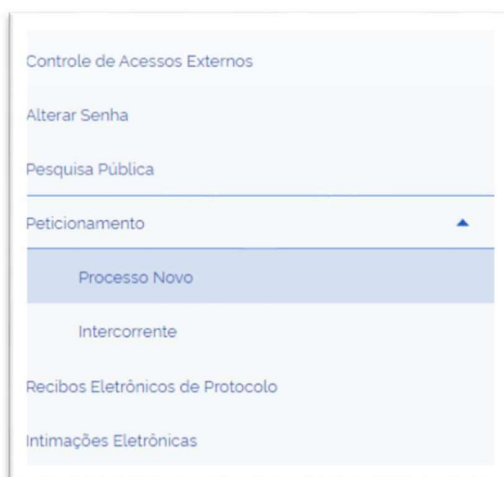 Controle de Acessos Externos
Alterar Senha
Pesquisa Pública
Peticionamento
Processo Novo
Intercorrente
Recibos Eletrônicos de Protocolo
Intimações Eletrônicas